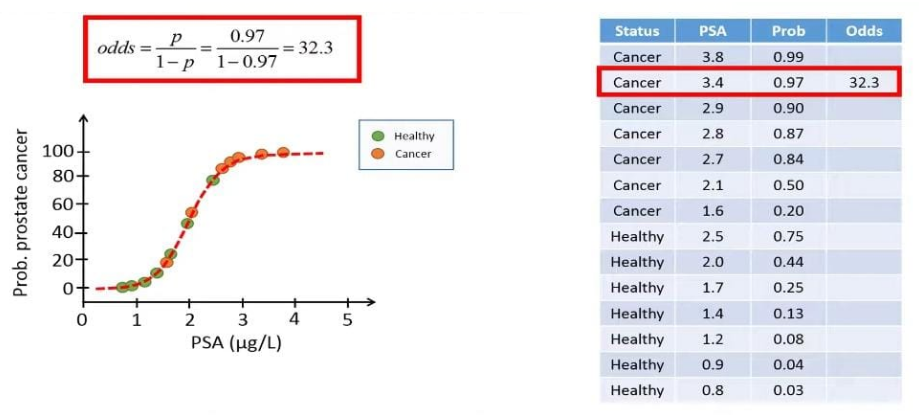 odds = p / 1 − p = 0.97 / 1 − 0.97 = 32.3
Prob. prostate cancer
100
80
60
40
20
0
0 1 2 3 4 5
PSA (µg/L)
Healthy
Cancer
Status PSA Prob Odds
Cancer 3.8 0.99
Cancer 3.4 0.97 32.3
Cancer 2.9 0.90
Cancer 2.8 0.87
Cancer 2.7 0.84
Cancer 2.1 0.50
Cancer 1.6 0.20
Healthy 2.5 0.75
Healthy 2.0 0.44
Healthy 1.7 0.25
Healthy 1.4 0.13
Healthy 1.2 0.08
Healthy 0.9 0.04
Healthy 0.8 0.03